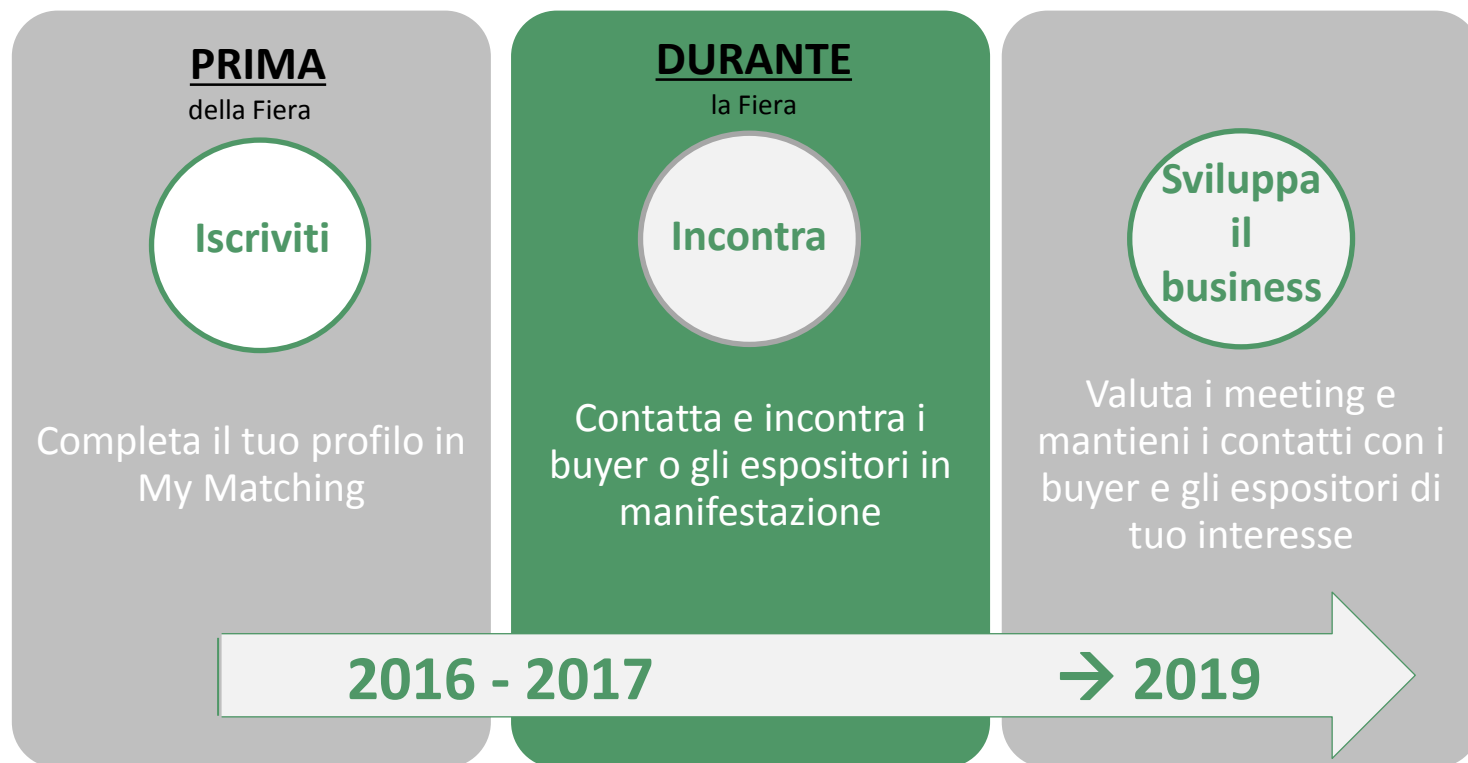 PRIMA
della Fiera
Iscriviti
Completa il tuo profilo in
My Matching
DURANTE
la Fiera
Incontra
Contatta e incontra i
buyer o gli espositori in
manifestazione
Sviluppa
il
business
Valuta i meeting e
mantieni i contatti con i
buyer e gli espositori di
tuo interesse
2016 - 2017 → 2019